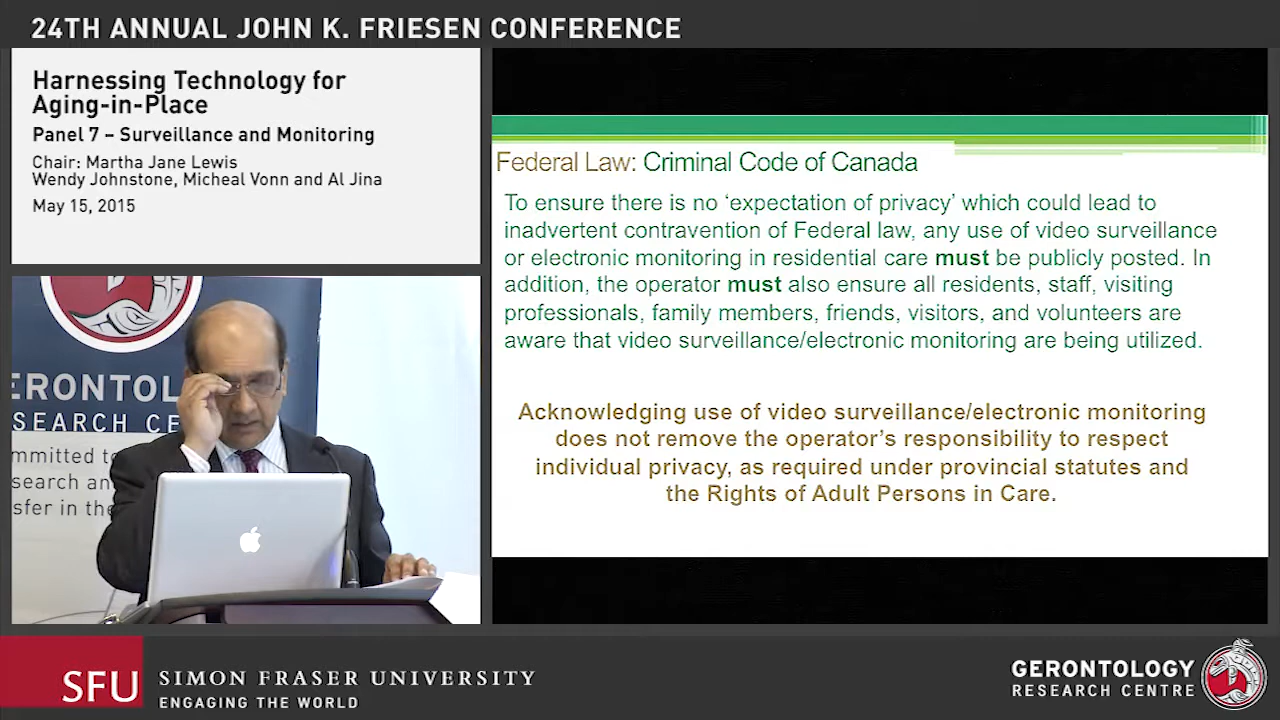 24TH ANNUAL JOHN K. FRIESEN CONFERENCE
Harnessing Technology for
Aging-in-Place
Panel 7 – Surveillance and Monitoring
Chair: Martha Jane Lewis
Wendy Johnstone, Micheal Vonn and Al Jina
May 15, 2015
ERONTOL
SEARCH CE
mmitted to
search an
sfer in the
Federal Law: Criminal Code of Canada
To ensure there is no ‘expectation of privacy’ which could lead to
inadvertent contravention of Federal law, any use of video surveillance
or electronic monitoring in residential care must be publicly posted. In
addition, the operator must also ensure all residents, staff, visiting
professionals, family members, friends, visitors, and volunteers are
aware that video surveillance/electronic monitoring are being utilized.
Acknowledging use of video surveillance/electronic monitoring
does not remove the operator’s responsibility to respect
individual privacy, as required under provincial statutes and
the Rights of Adult Persons in Care.
SFU
SIMON FRASER UNIVERSITY
ENGAGING THE WORLD
GERONTOLOGY
RESEARCH CENTRE